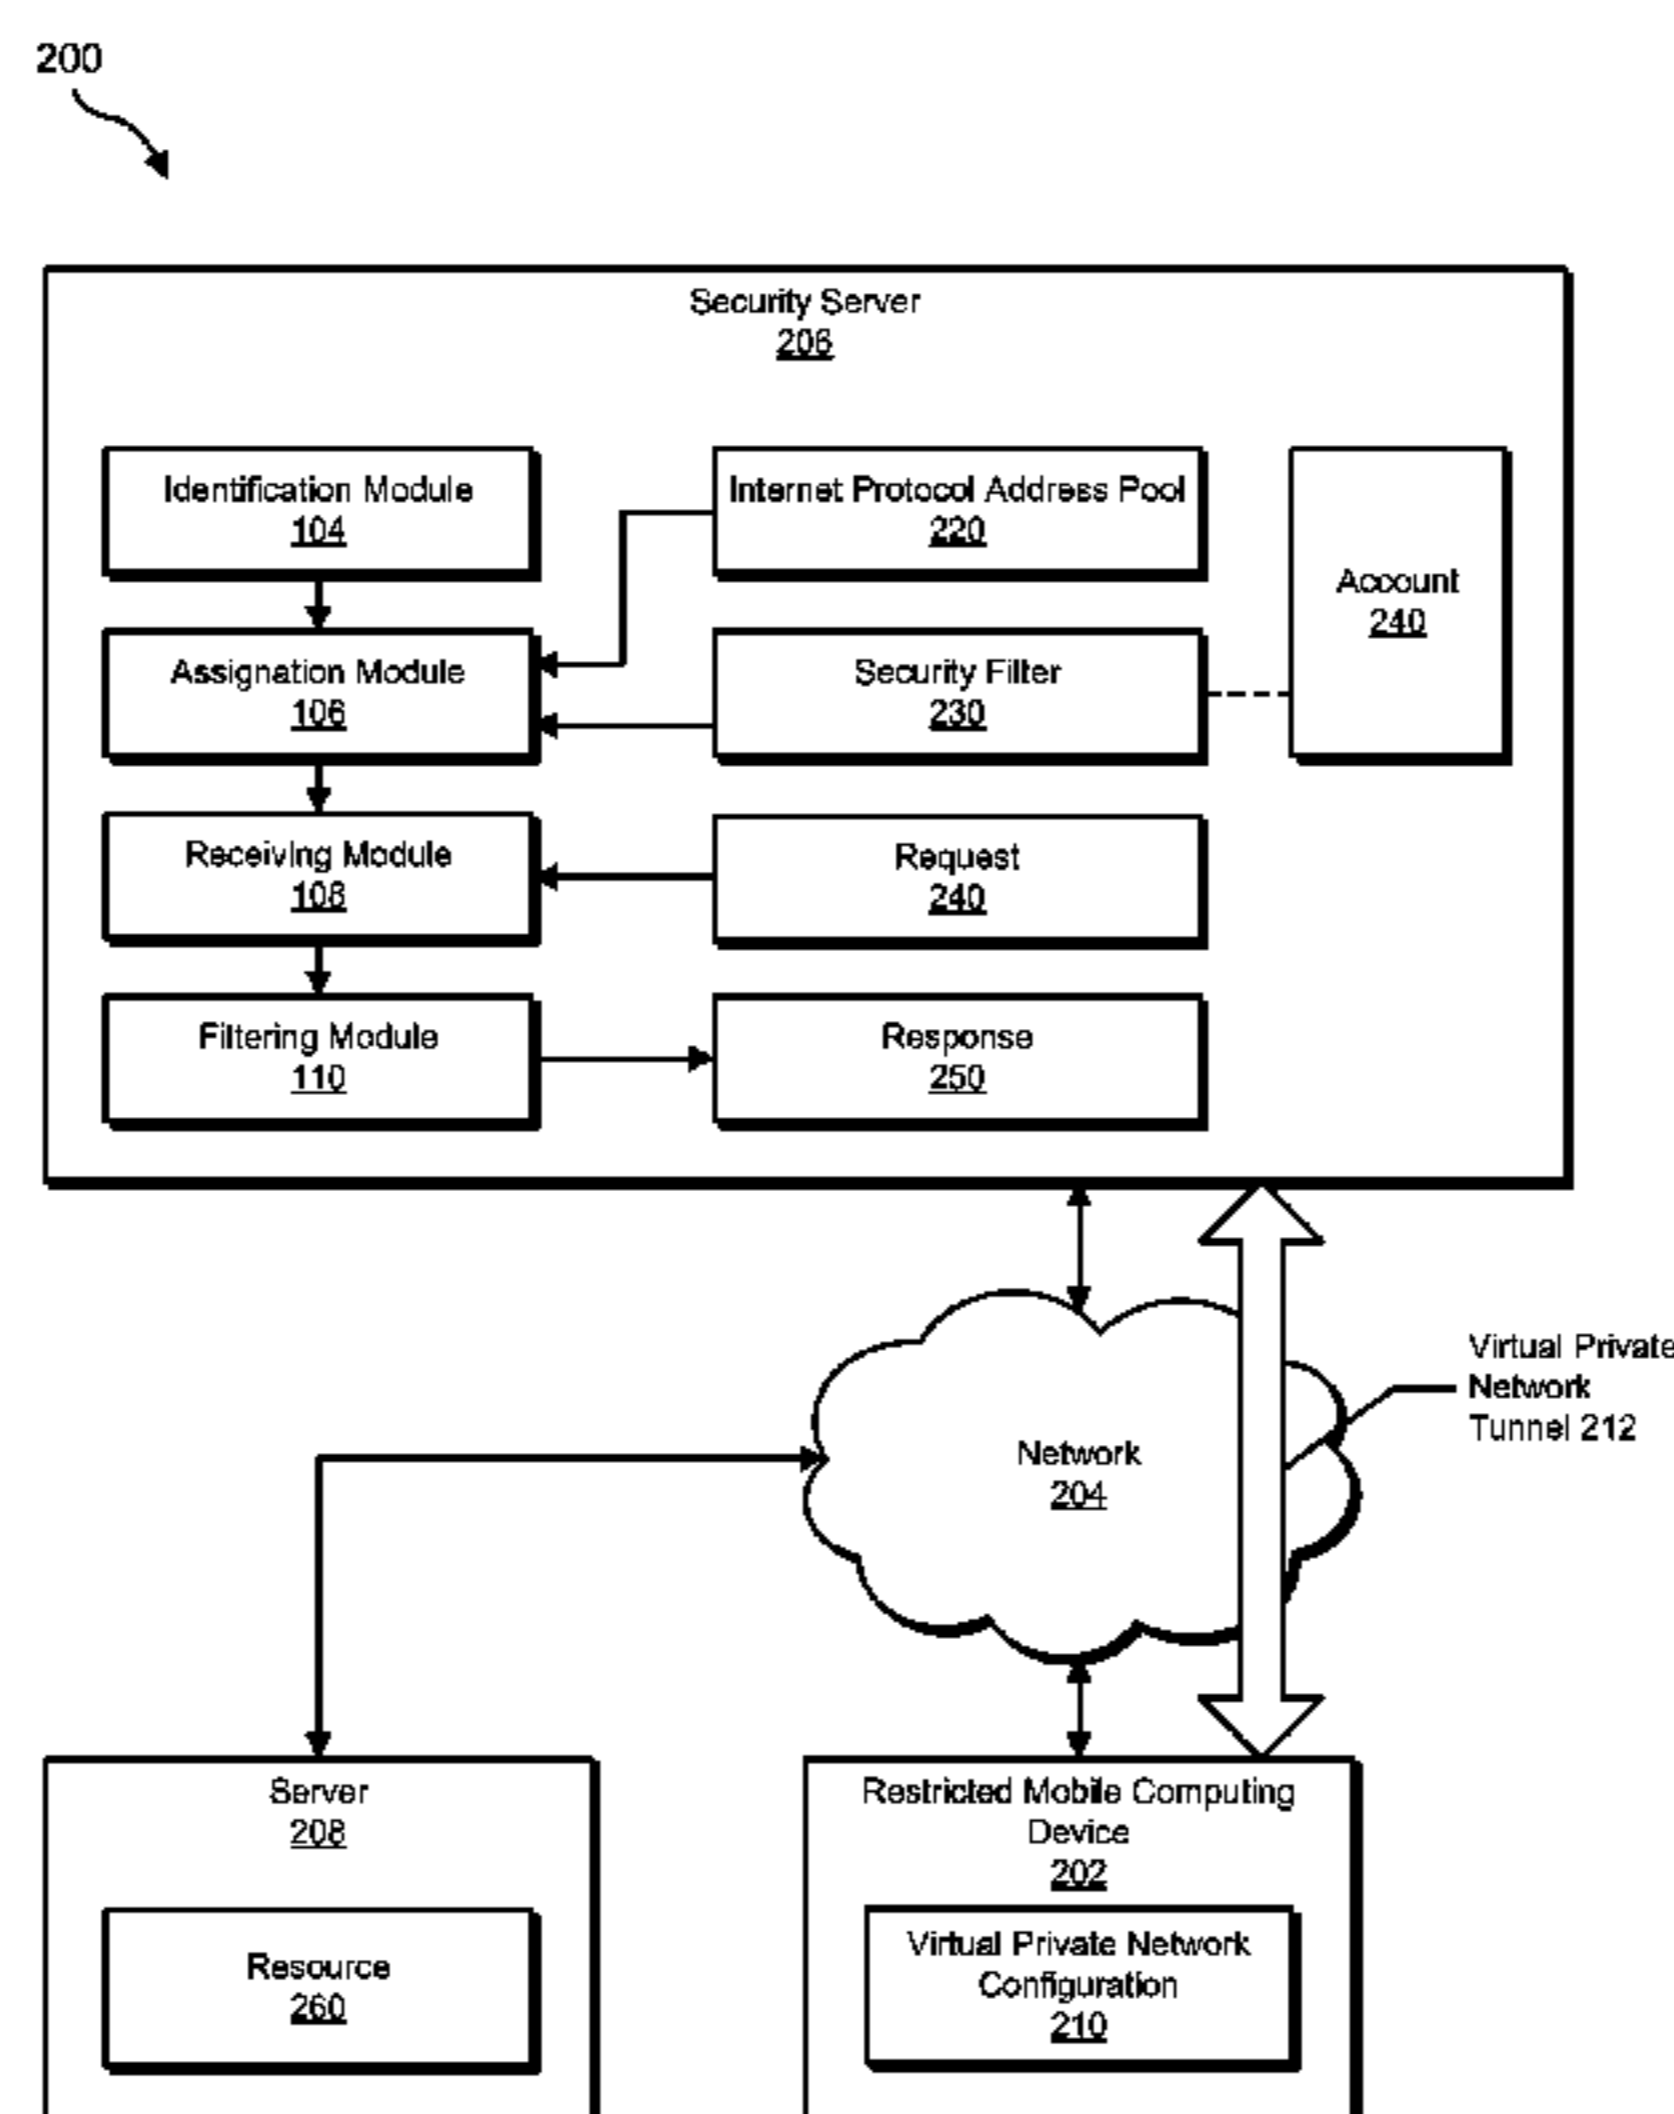 200
Security Server
206
Identification Module
104
Internet Protocol Address Pool
220
Account
240
Assignation Module
106
Security Filter
230
Receiving Module
108
Request
240
Filtering Module
110
Response
250
Virtual Private
Network
Tunnel 212
Network
204
Server
208
Resource
260
Restricted Mobile Computing
Device
202
Virtual Private Network
Configuration
210